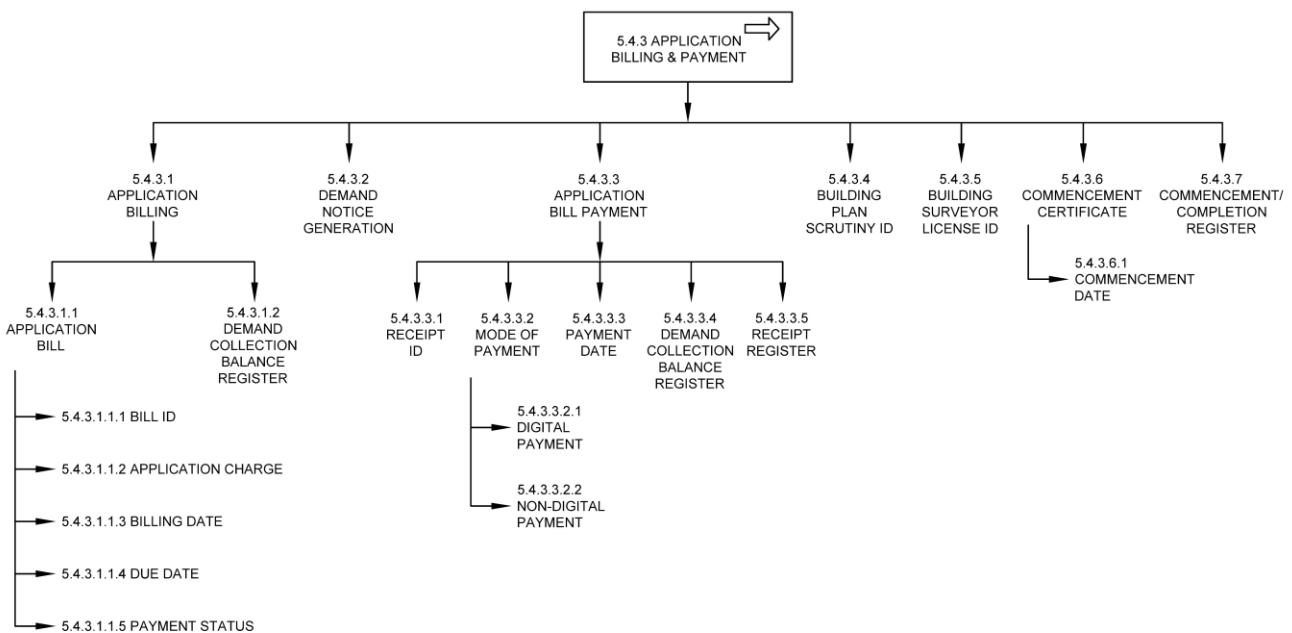 5.4.3 APPLICATION
BILLING & PAYMENT
5.4.3.1
APPLICATION
BILLING
5.4.3.2
DEMAND
NOTICE
GENERATION
5.4.3.3
APPLICATION
BILL PAYMENT
5.4.3.4
BUILDING
PLAN
SCRUTINY ID
5.4.3.5
BUILDING
SURVEYOR
LICENSE ID
5.4.3.6
COMMENCEMENT
CERTIFICATE
5.4.3.7
COMMENCEMENT/
COMPLETION
REGISTER
5.4.3.6.1
COMMENCEMENT
DATE
5.4.3.1.1
APPLICATION
BILL
5.4.3.1.2
DEMAND
COLLECTION
BALANCE
REGISTER
5.4.3.3.1
RECEIPT
ID
5.4.3.3.2
MODE OF
PAYMENT
5.4.3.3.3
PAYMENT
DATE
5.4.3.3.4
DEMAND
COLLECTION
BALANCE
REGISTER
5.4.3.3.5
RECEIPT
REGISTER
5.4.3.1.1.1 BILL ID
5.4.3.1.1.2 APPLICATION CHARGE
5.4.3.1.1.3 BILLING DATE
5.4.3.1.1.4 DUE DATE
5.4.3.1.1.5 PAYMENT STATUS
5.4.3.3.2.1
DIGITAL
PAYMENT
5.4.3.3.2.2
NON-DIGITAL
PAYMENT